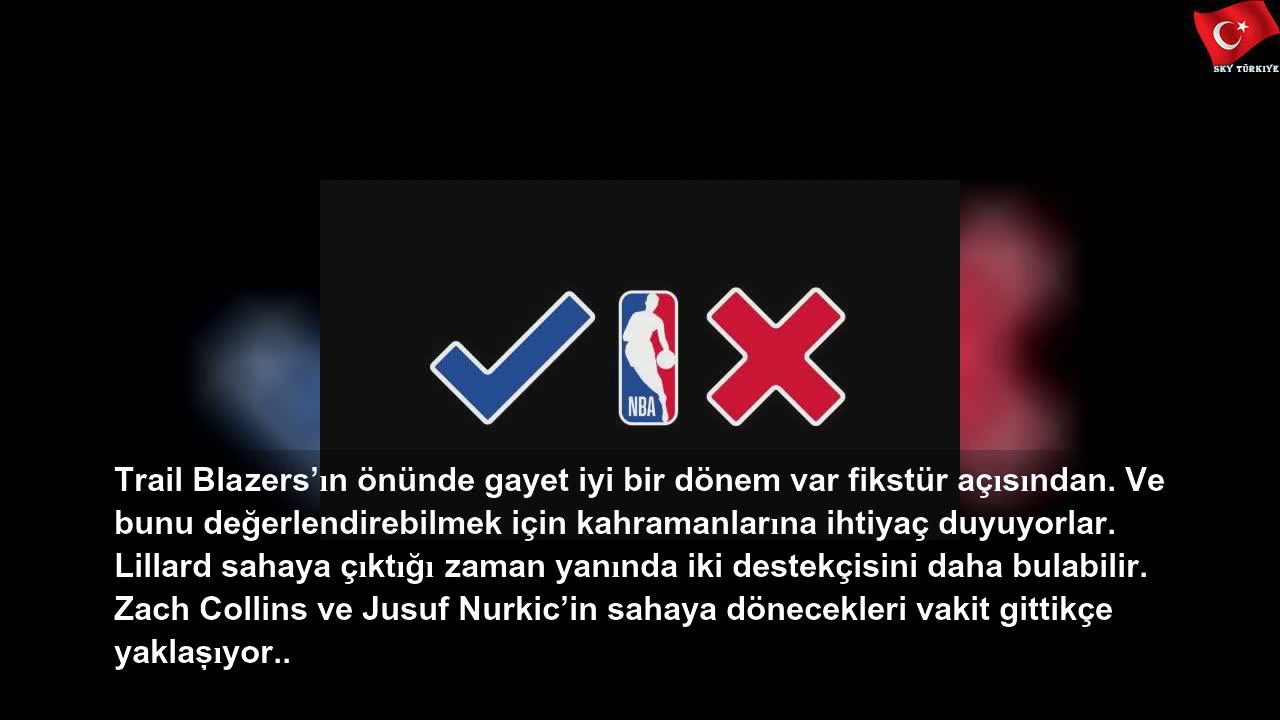 SKY TÜRKIYE
NBA
Trail Blazers’ın önünde gayet iyi bir dönem var fikstür açısından. Ve
bunu değerlendirebilmek için kahramanlarına ihtiyaç duyuyorlar.
Lillard sahaya çıktığı zaman yanında iki destekçisini daha bulabilir.
Zach Collins ve Jusuf Nurkic’in sahaya dönecekleri vakit gittikçe
yaklaşıyor..